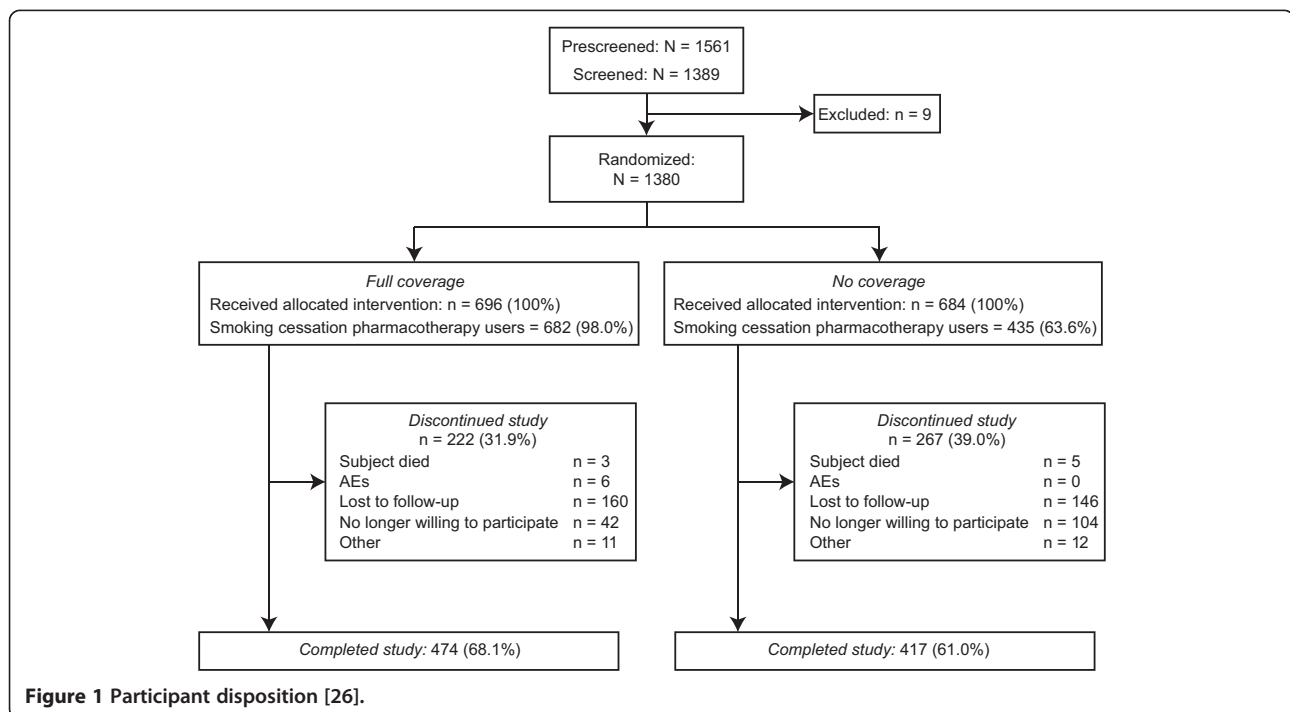 Prescreened: N = 1561
Screened: N = 1389
Excluded: n = 9
Randomized:
N = 1380
Full coverage
Received allocated intervention: n = 696 (100%)
Smoking cessation pharmacotherapy users = 682 (98.0%)
No coverage
Received allocated intervention: n = 684 (100%)
Smoking cessation pharmacotherapy users = 435 (63.6%)
Discontinued study
n = 222 (31.9%)
Subject died n = 3
AEs n = 6
Lost to follow-up n = 160
No longer willing to participate n = 42
Other n = 11
Discontinued study
n = 267 (39.0%)
Subject died n = 5
AEs n = 0
Lost to follow-up n = 146
No longer willing to participate n = 104
Other n = 12
Completed study: 474 (68.1%)
Completed study: 417 (61.0%)
Figure 1 Participant disposition [26].